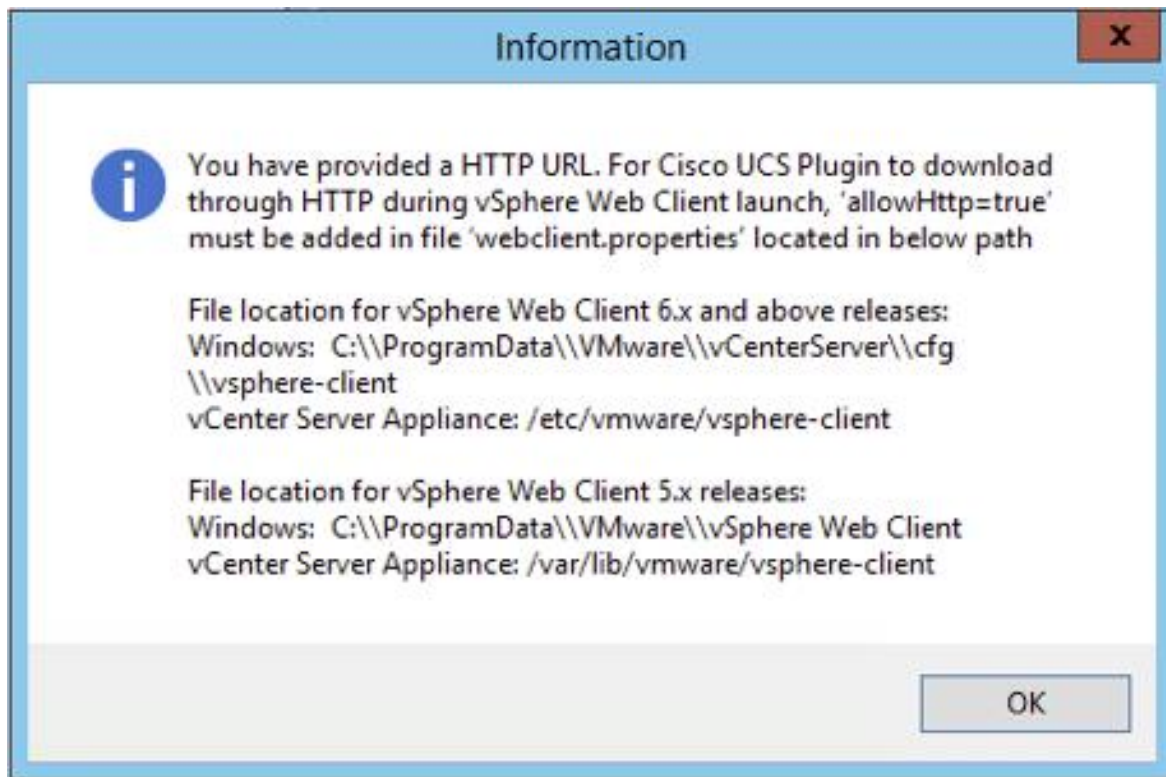 Information
x
i
You have provided a HTTP URL. For Cisco UCS Plugin to download
through HTTP during vSphere Web Client launch, ‘allowHttp=true’
must be added in file ‘webclient.properties’ located in below path
File location for vSphere Web Client 6.x and above releases:
Windows:  C:\\ProgramData\\VMware\\vCenterServer\\cfg
\\vsphere-client
vCenter Server Appliance: /etc/vmware/vsphere-client
File location for vSphere Web Client 5.x releases:
Windows:  C:\\ProgramData\\VMware\\vSphere Web Client
vCenter Server Appliance: /var/lib/vmware/vsphere-client
OK